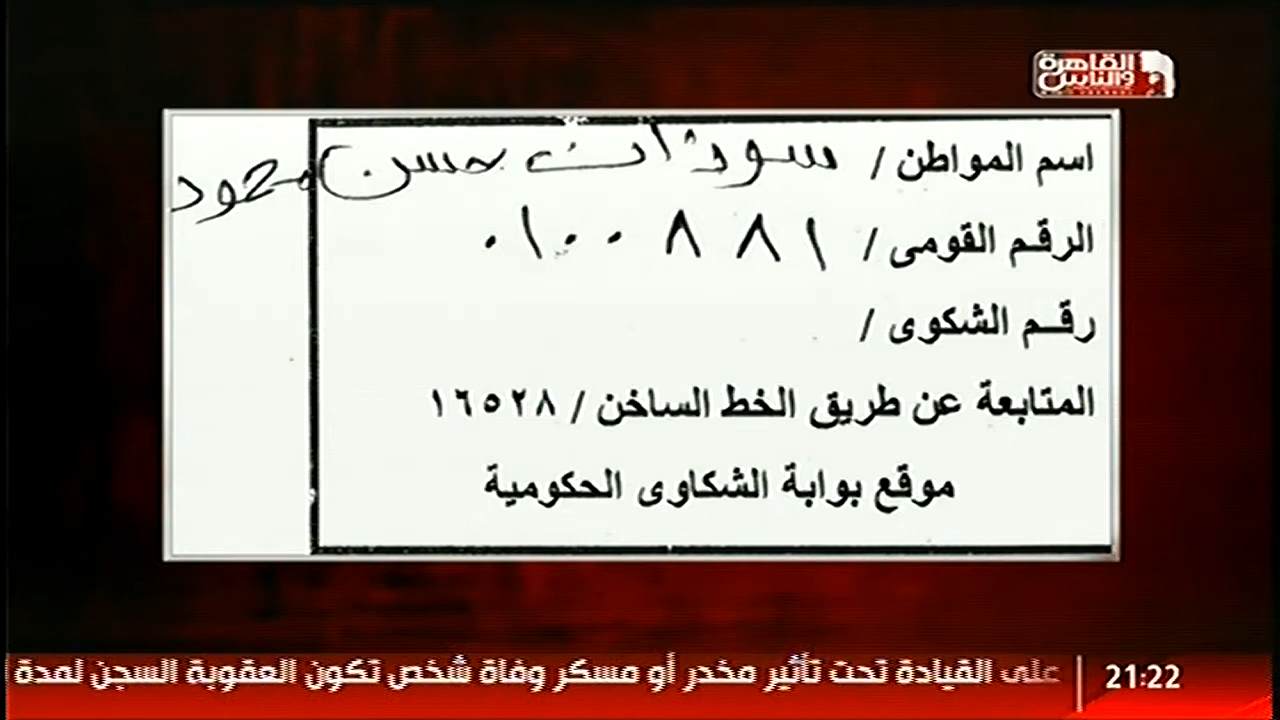 القاهرة
والناس
اسم المواطن / حسن محمود
الرقم القومى / ٠١٠٠٨٨١
رقم الشكوى /
المتابعة عن طريق الخط الساخن / ١٦٥٢٨
موقع بوابة الشكاوى الحكومية
على القيادة تحت تأثير مخدر أو مسكر وفاة شخص تكون العقوبة السجن لمدة
21:22